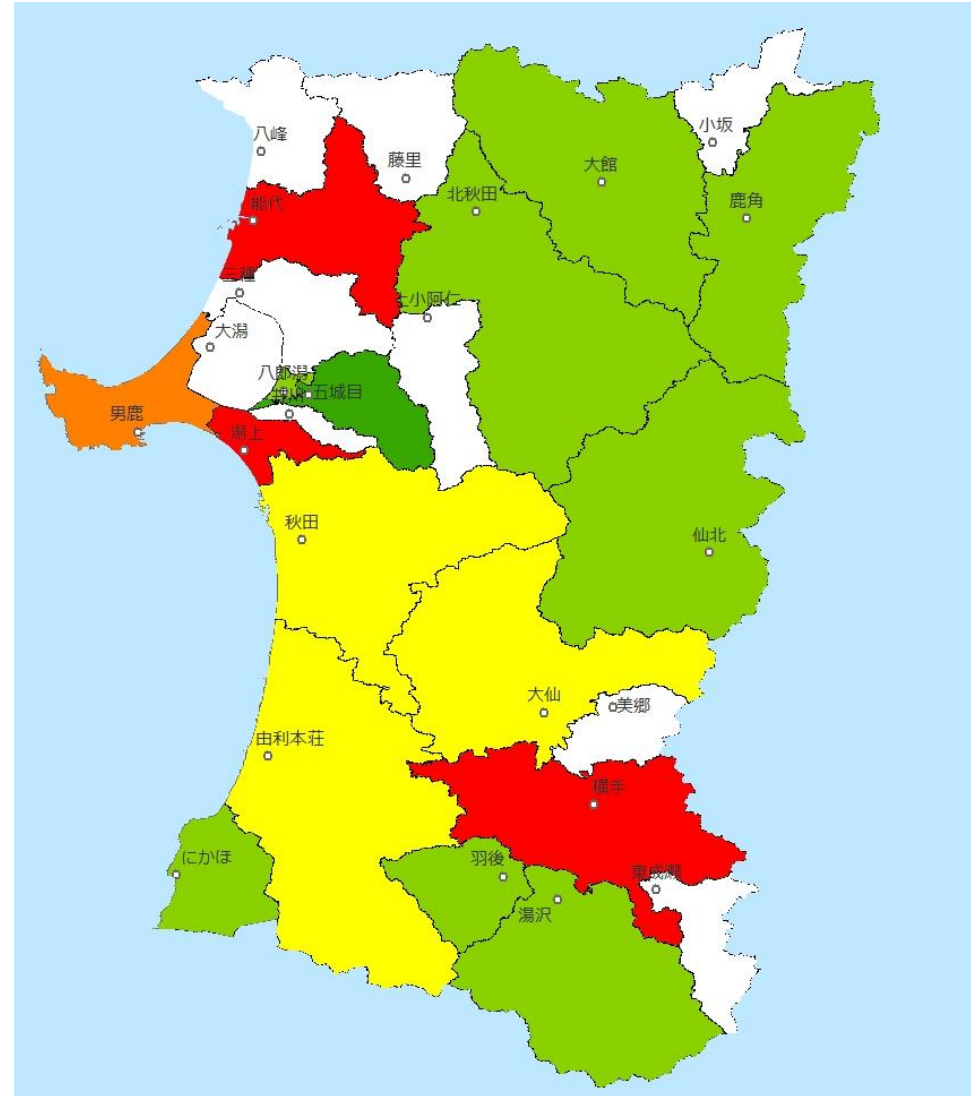 八峰
小坂
藤里
大館
北秋田
鹿角
能代
三種
上小阿仁
大潟
八郎潟
五城目
男鹿
潟上
秋田
仙北
大仙
美郷
由利本荘
横手
にかほ
羽後
東成瀬
湯沢